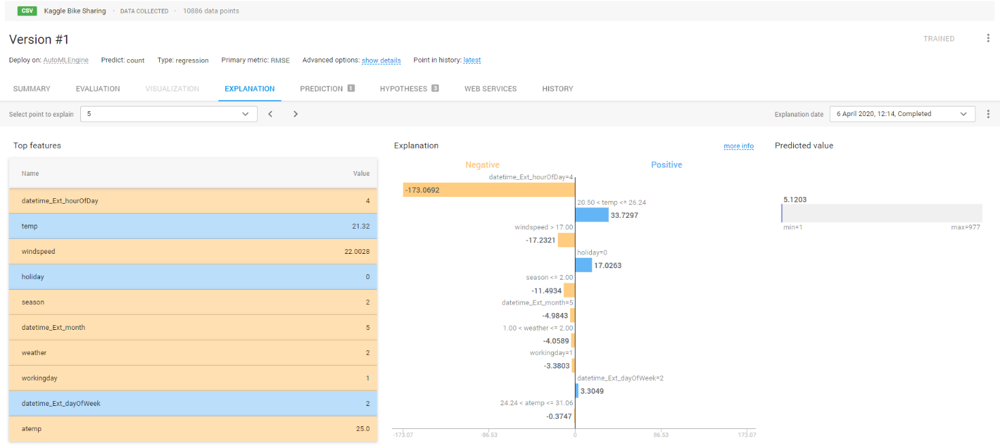 CSV Kaggle Bike Sharing · DATA COLLECTED · 10886 data points
Version #1
TRAINED
Deploy on: AutoMLEngine Predict: count Type: regression Primary metric: RMSE Advanced options: show details Point in history: latest
SUMMARY EVALUATION VISUALIZATION EXPLANATION PREDICTION 1 HYPOTHESES 3 WEB SERVICES HISTORY
Select point to explain 5
Explanation date 6 April 2020, 12:14, Completed
Top features
Name Value
datetime_Ext_hourOfDay 4
temp 21.32
windspeed 22.0028
holiday 0
season 2
datetime_Ext_month 5
weather 2
workingday 1
datetime_Ext_dayOfWeek 2
atemp 25.0
Explanation more info
Negative Positive
datetime_Ext_hourOfDay=4
-173.0692
20.50 < temp <= 26.24
33.7297
windspeed > 17.00
-17.2321
holiday=0
17.0263
season <= 2.00
-11.4934
datetime_Ext_month=5
-4.9843
1.00 < weather <= 2.00
-4.0589
workingday=1
-3.3803
datetime_Ext_dayOfWeek=2
3.3049
24.24 < atemp <= 31.06
-0.3747
-173.07 -86.53 0 86.53 173.07
Predicted value
5.1203
min=1 max=977